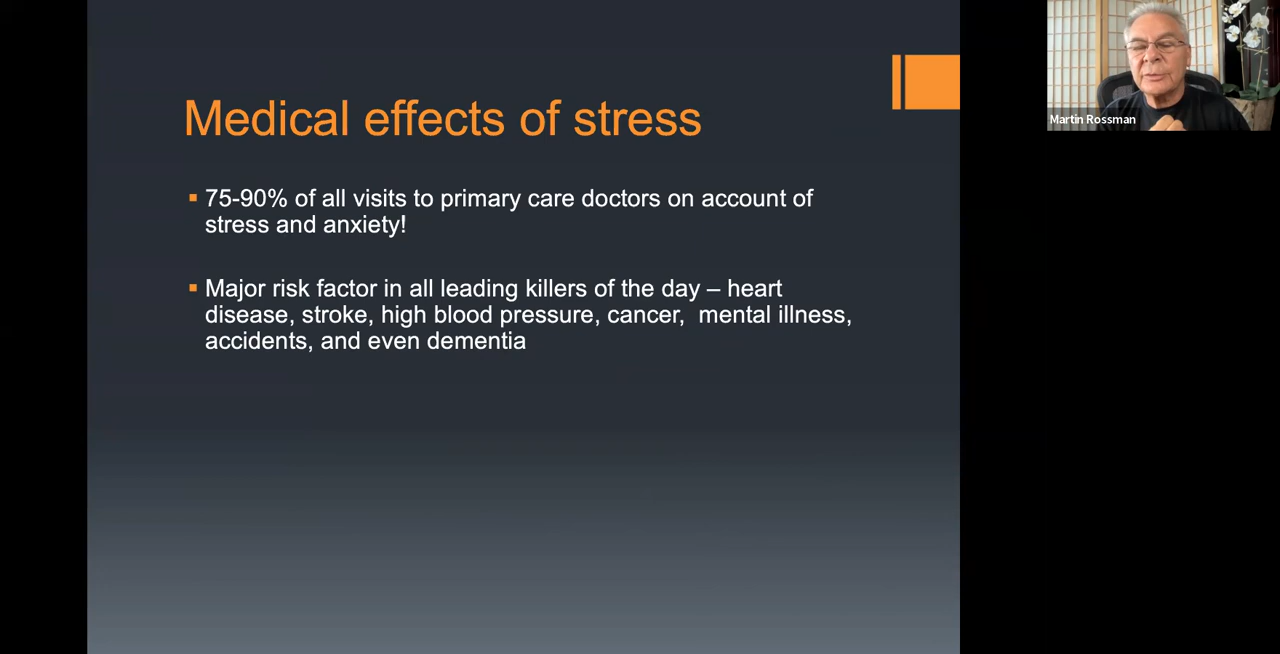 Medical effects of stress
75-90% of all visits to primary care doctors on account of
stress and anxiety!
Major risk factor in all leading killers of the day – heart
disease, stroke, high blood pressure, cancer,  mental illness,
accidents, and even dementia
Martin Rossman